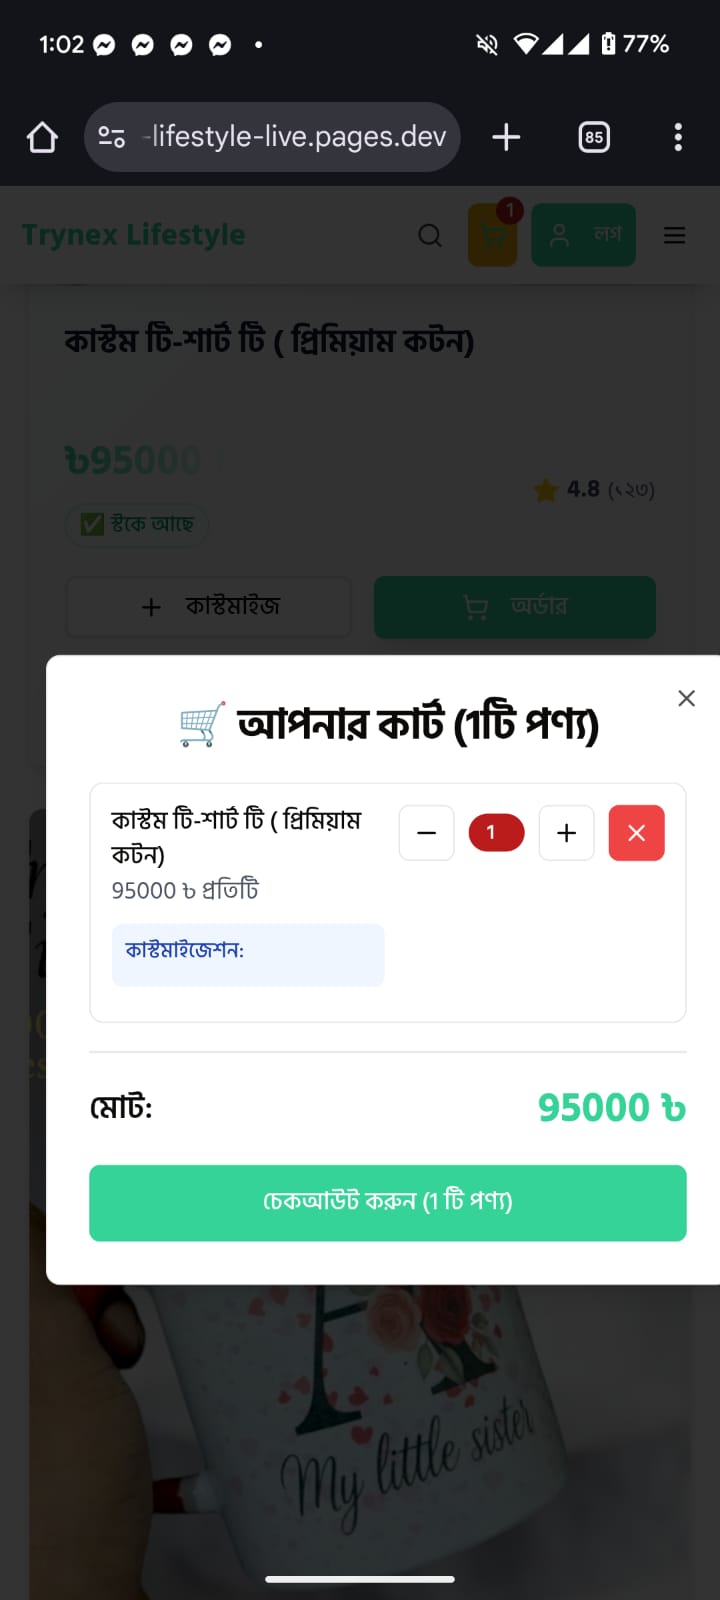 1:02
77%
-lifestyle-live.pages.dev
85
Trynex Lifestyle
1
লগ
কাস্টম টি-শার্ট টি ( প্রিমিয়াম কটন)
৳95000
4.8 (১২৩)
✅ স্টকে আছে
+ কাস্টমাইজ
অর্ডার
🛒 আপনার কার্ট (1টি পণ্য)
কাস্টম টি-শার্ট টি ( প্রিমিয়াম
কটন)
− 1 +
95000 ৳ প্রতিটি
কাস্টমাইজেশন:
মোট:
95000 ৳
চেকআউট করুন (1 টি পণ্য)
My little sister